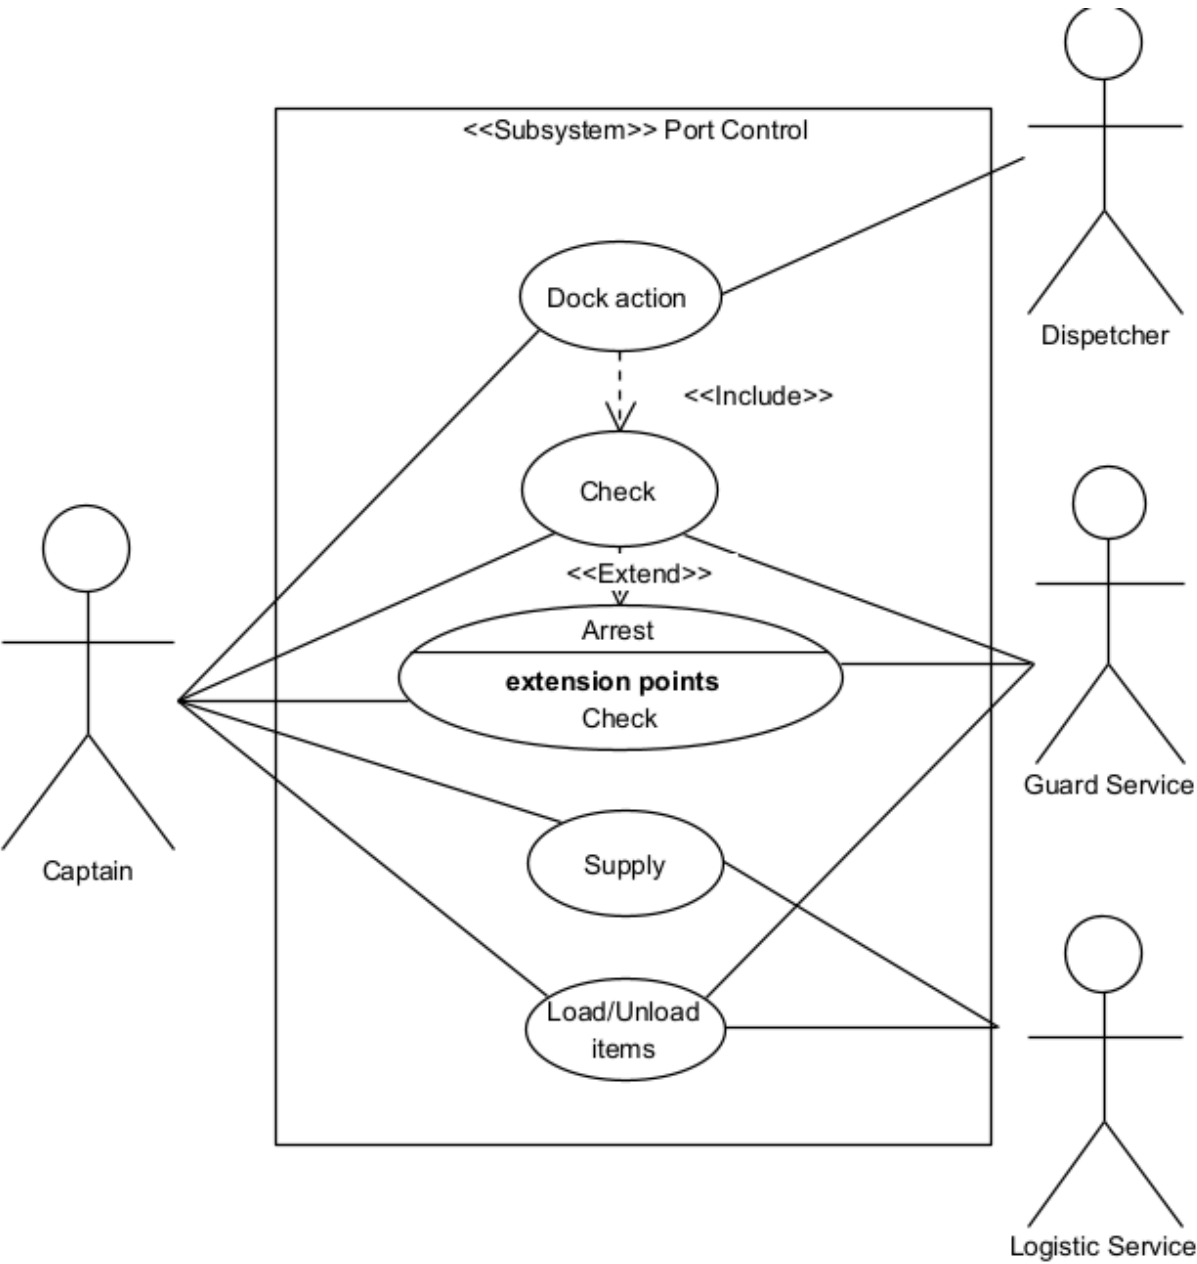 <<Subsystem>> Port Control
Dock action
Dispetcher
<<Include>>
Check
<<Extend>>
Arrest
extension points
Check
Guard Service
Captain
Supply
Load/Unload
items
Logistic Service